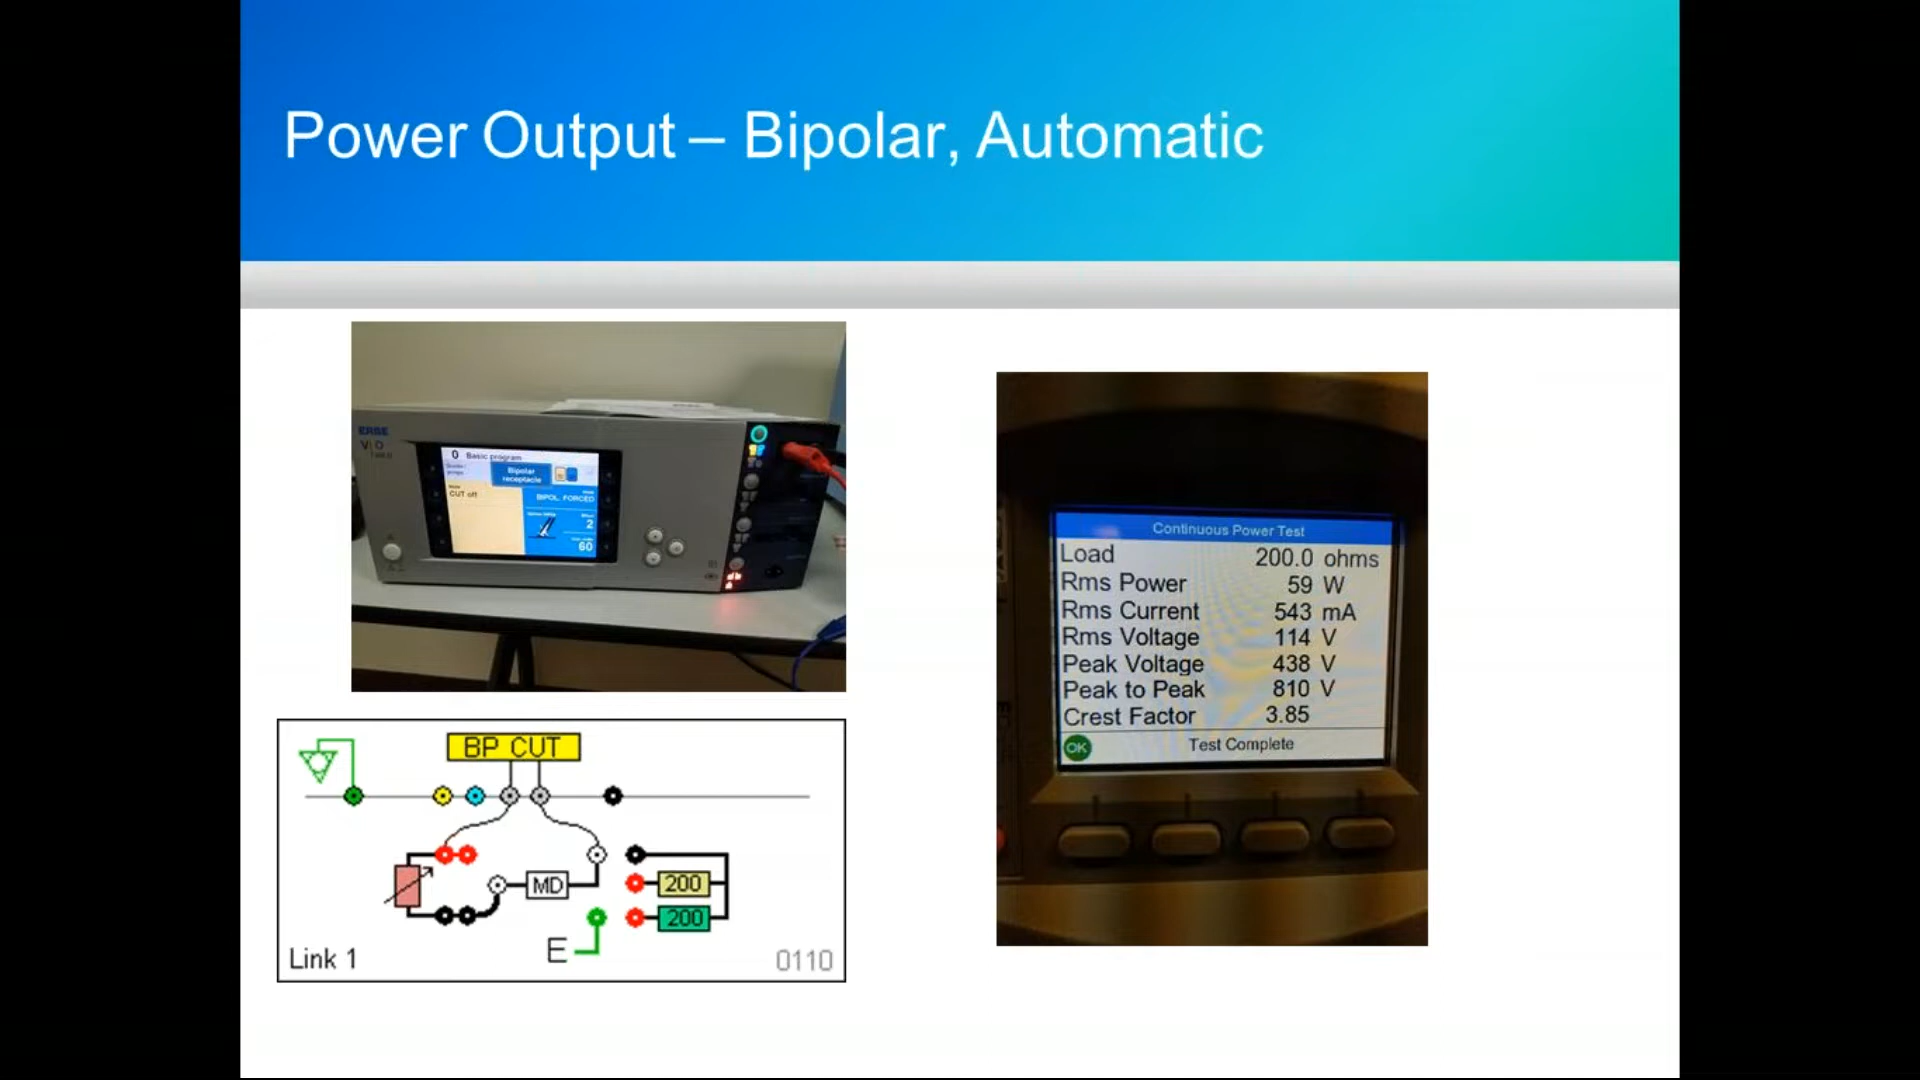 Power Output – Bipolar, Automatic
ERBE
VIO
0 Basic program
Bipolar
receptacle
CUT off
BIPOL. FORCED
2
60
Continuous Power Test
Load 200.0 ohms
Rms Power 59 W
Rms Current 543 mA
Rms Voltage 114 V
Peak Voltage 438 V
Peak to Peak 810 V
Crest Factor 3.85
OK Test Complete
BP CUT
MD
200
200
E
Link 1
0110